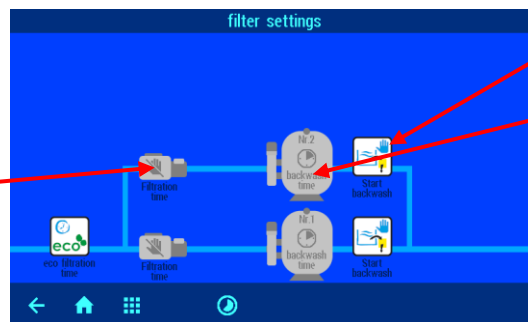 filter settings
Nr.2
backwash
time
Filtration
time
Start
backwash
Nr.1
backwash
time
eco
eco filtration
time
Filtration
time
Start
backwash